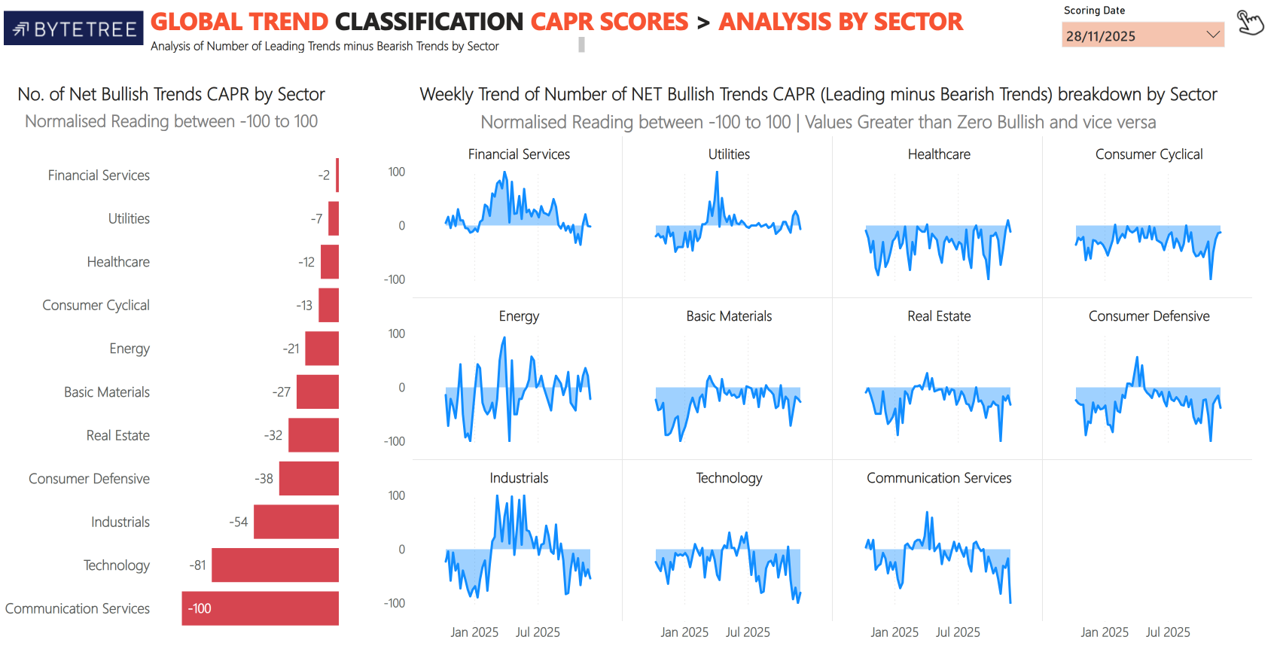 BYTETREE
GLOBAL TREND CLASSIFICATION CAPR SCORES > ANALYSIS BY SECTOR
Analysis of Number of Leading Trends minus Bearish Trends by Sector
Scoring Date
28/11/2025
No. of Net Bullish Trends CAPR by Sector
Normalised Reading between -100 to 100
Financial Services -2
Utilities -7
Healthcare -12
Consumer Cyclical -13
Energy -21
Basic Materials -27
Real Estate -32
Consumer Defensive -38
Industrials -54
Technology -81
Communication Services -100
Weekly Trend of Number of NET Bullish Trends CAPR (Leading minus Bearish Trends) breakdown by Sector
Normalised Reading between -100 to 100 | Values Greater than Zero Bullish and vice versa
Financial Services Utilities Healthcare Consumer Cyclical
100
0
-100
Energy Basic Materials Real Estate Consumer Defensive
100
0
-100
Industrials Technology Communication Services
100
0
-100
Jan 2025 Jul 2025 Jan 2025 Jul 2025 Jan 2025 Jul 2025 Jan 2025 Jul 2025